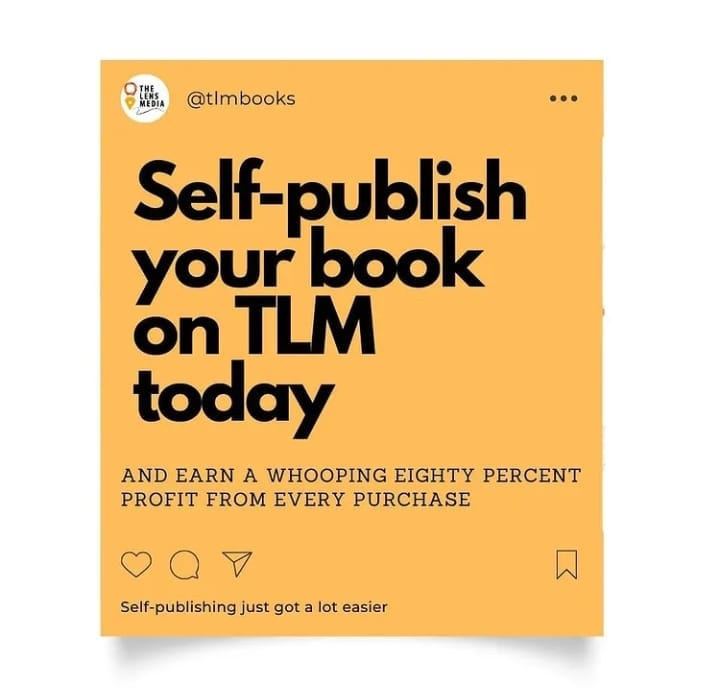 THE
LENS
MEDIA
@tlmbooks
Self-publish
your book
on TLM
today
AND EARN A WHOOPING EIGHTY PERCENT
PROFIT FROM EVERY PURCHASE
Self-publishing just got a lot easier